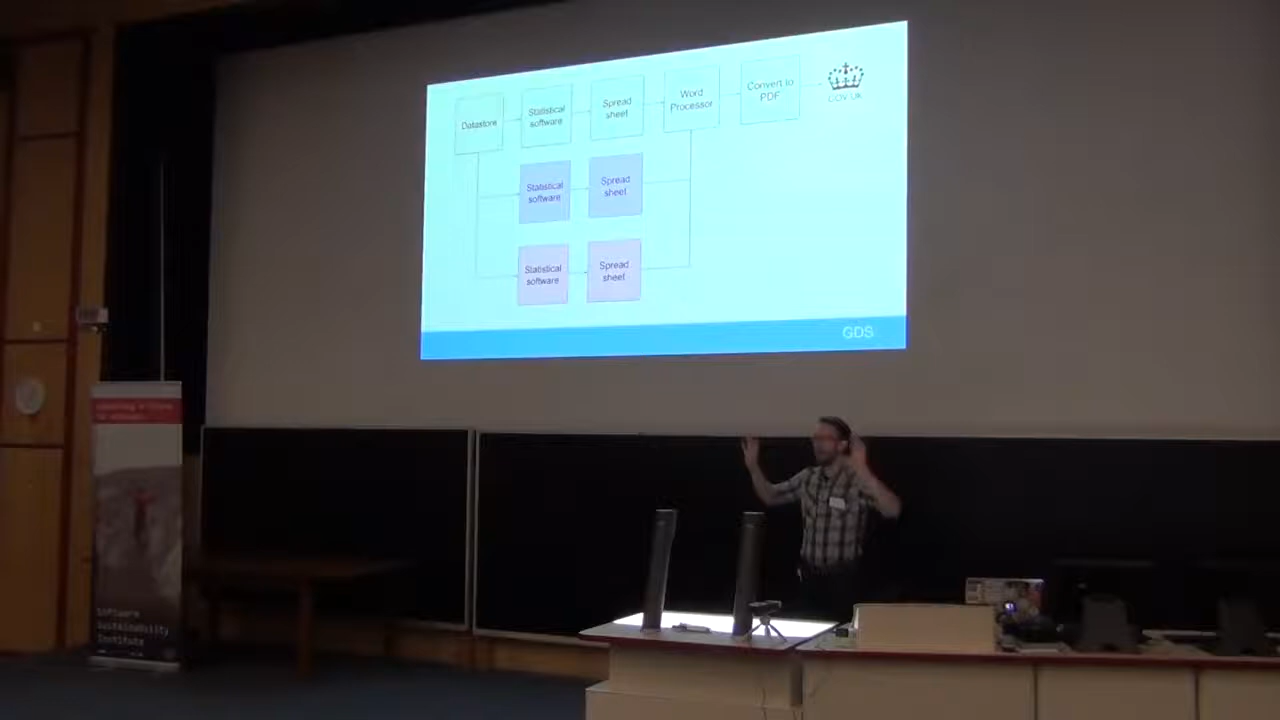 Datastore
Statistical
software
Spread
sheet
Word
Processor
Convert to
PDF
GOV.UK
Statistical
software
Spread
sheet
Statistical
software
Spread
sheet
GDS
Software
Sustainability
Institute